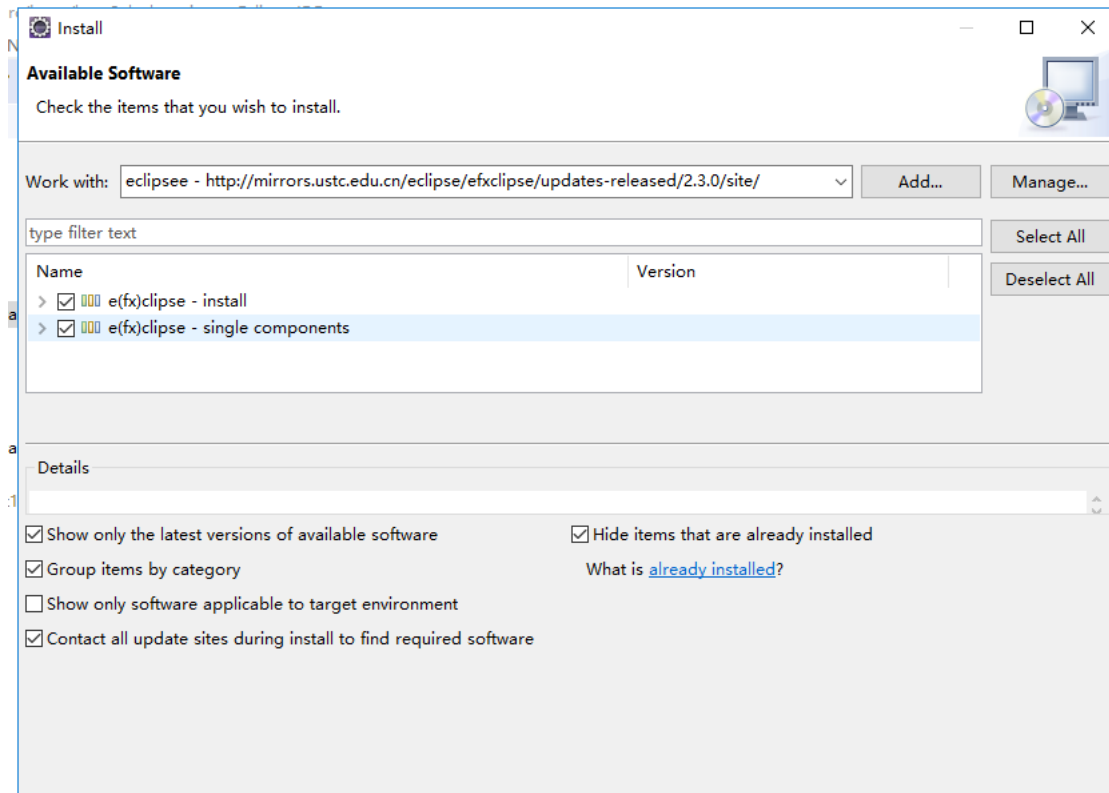 Install
Available Software
Check the items that you wish to install.
Work with: eclipsee - http://mirrors.ustc.edu.cn/eclipse/efxclipse/updates-released/2.3.0/site/ Add... Manage...
type filter text
Select All
Name Version
Deselect All
e(fx)clipse - install
e(fx)clipse - single components
Details
Show only the latest versions of available software
Hide items that are already installed
Group items by category
What is already installed?
Show only software applicable to target environment
Contact all update sites during install to find required software